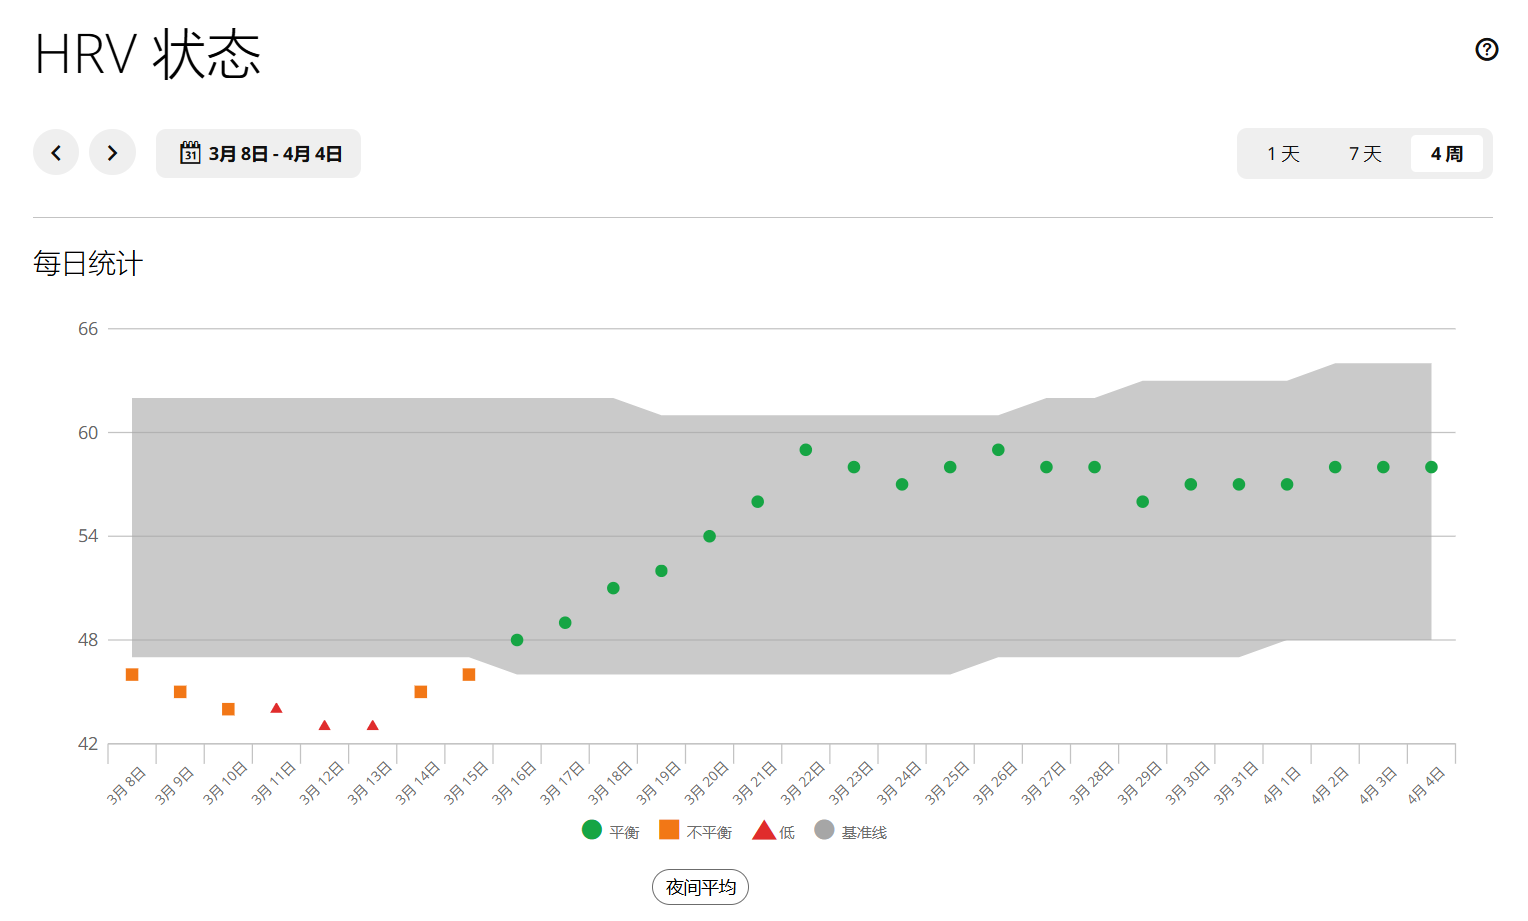 HRV 状态
3月 8日 - 4月 4日
1 天 7 天 4 周
每日统计
66
60
54
48
42
3月 8日 3月 9日 3月 10日 3月 11日 3月 12日 3月 13日 3月 14日 3月 15日 3月 16日 3月 17日 3月 18日 3月 19日 3月 20日 3月 21日 3月 22日 3月 23日 3月 24日 3月 25日 3月 26日 3月 27日 3月 28日 3月 29日 3月 30日 3月 31日 4月 1日 4月 2日 4月 3日 4月 4日
平衡 不平衡 低 基准线
夜间平均